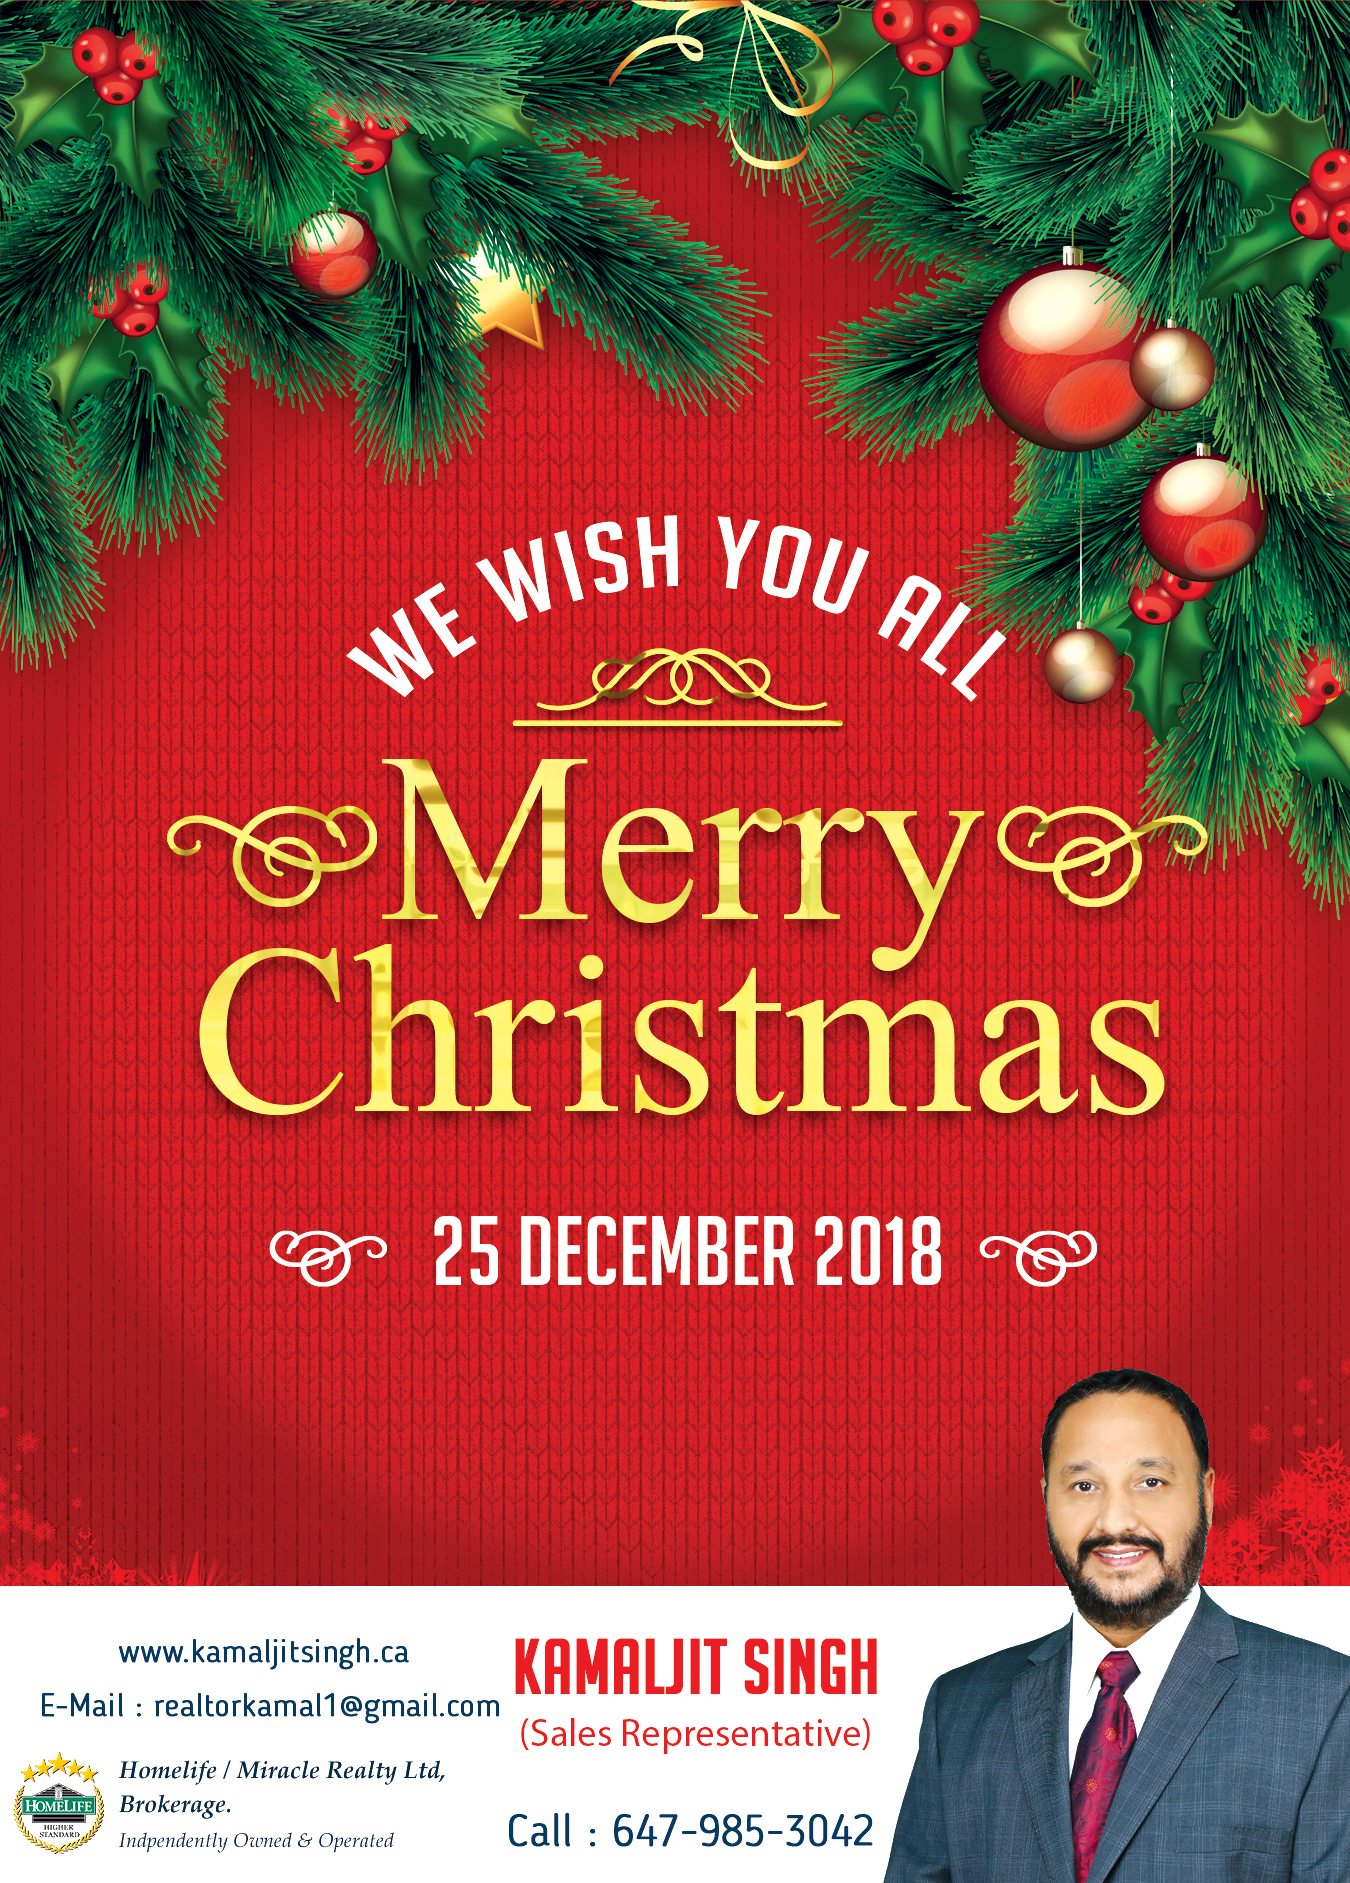 WE WISH YOU ALL
Merry
Christmas
25 DECEMBER 2018
www.kamaljitsingh.ca
E-Mail : realtorkamal1@gmail.com
HOMELIFE
HIGHER
STANDARD
Homelife / Miracle Realty Ltd,
Brokerage.
Indpendently Owned & Operated
KAMALJIT SINGH
(Sales Representative)
Call : 647-985-3042